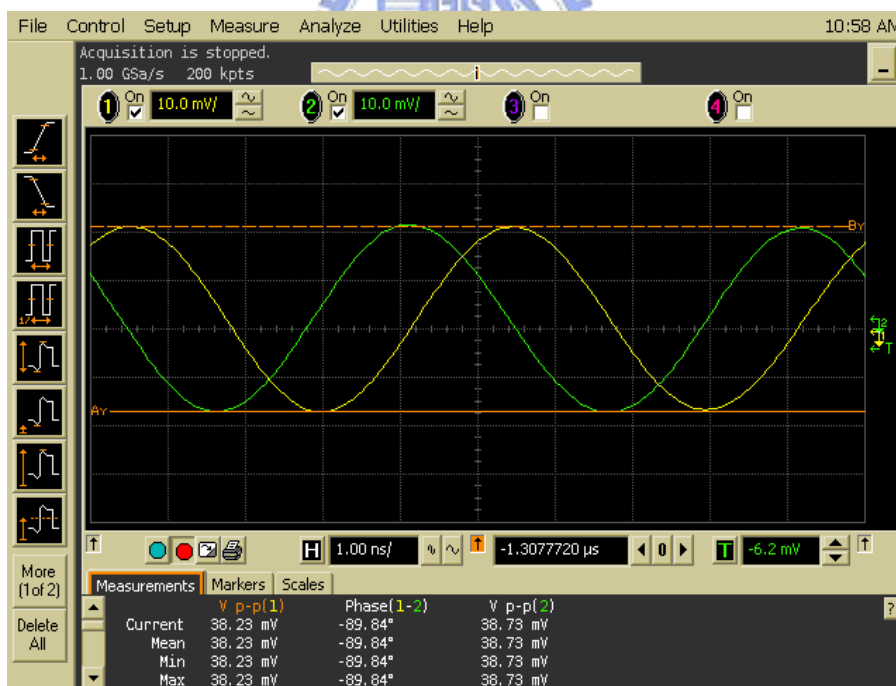 File Control Setup Measure Analyze Utilities Help 10:58 AM
Acquisition is stopped.
1.00 GSa/s 200 kpts
1 On 10.0 mV/ 2 On 10.0 mV/ 3 On 4 On
By
2
1
T
Ay
1/
H 1.00 ns/ -1.3077720 µs 0 T -6.2 mV
More
(1of 2)
Delete
All
Measurements Markers Scales
V p-p(1) Phase(1-2) V p-p(2) ?
Current 38.23 mV -89.84° 38.73 mV
Mean 38.23 mV -89.84° 38.73 mV
Min 38.23 mV -89.84° 38.73 mV
Max 38.23 mV -89.84° 38.73 mV